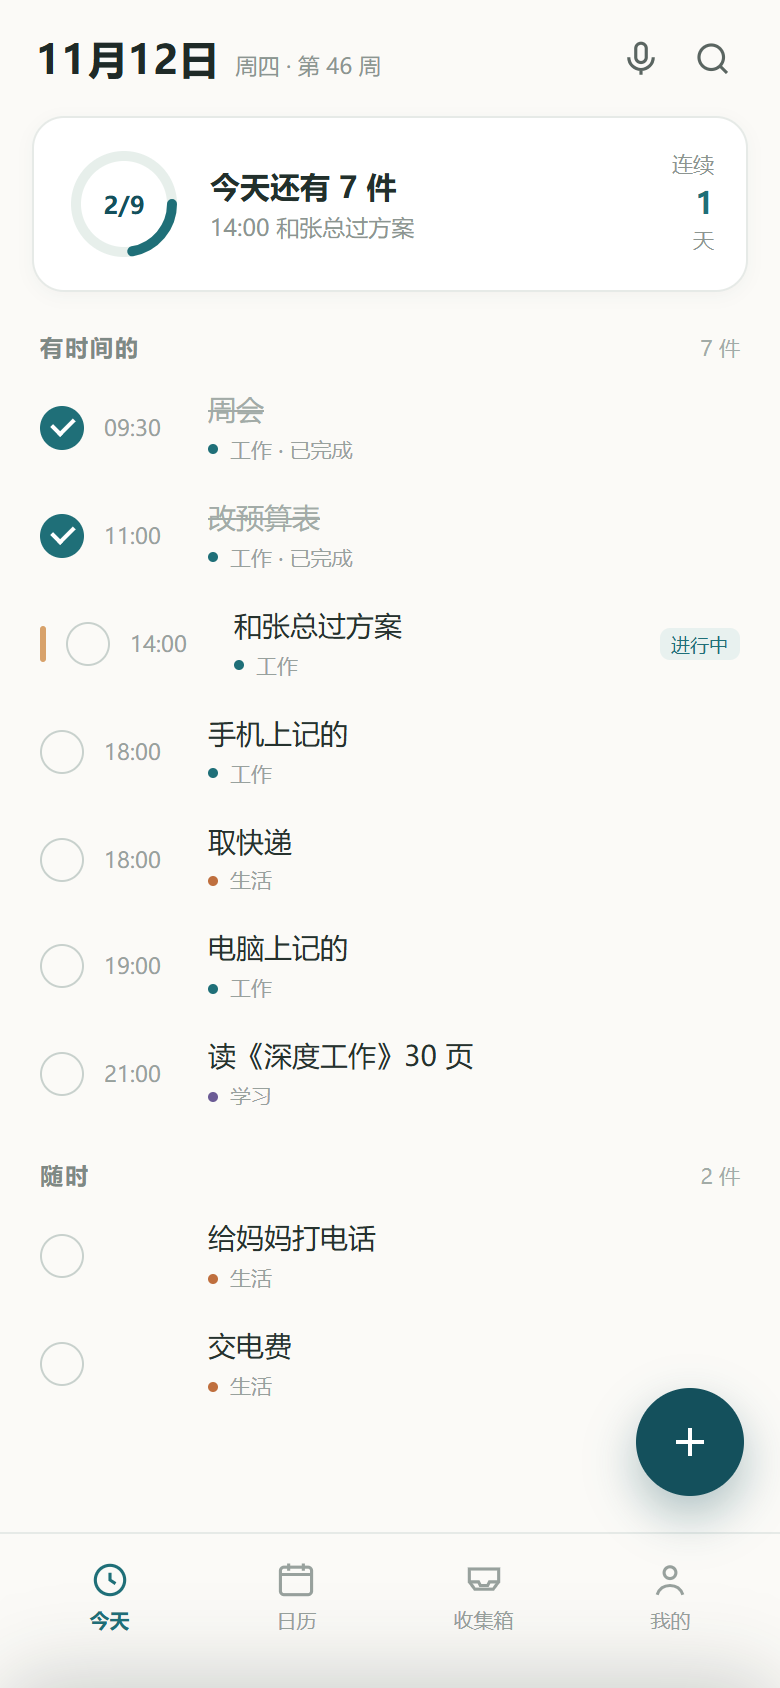 11月12日 周四 · 第 46 周
2/9
今天还有 7 件
14:00 和张总过方案
连续
1
天
有时间的 7 件
09:30 周会
工作 · 已完成
11:00 改预算表
工作 · 已完成
14:00 和张总过方案
工作
进行中
18:00 手机上记的
工作
18:00 取快递
生活
19:00 电脑上记的
工作
21:00 读《深度工作》30 页
学习
随时 2 件
给妈妈打电话
生活
交电费
生活
今天 日历 收集箱 我的